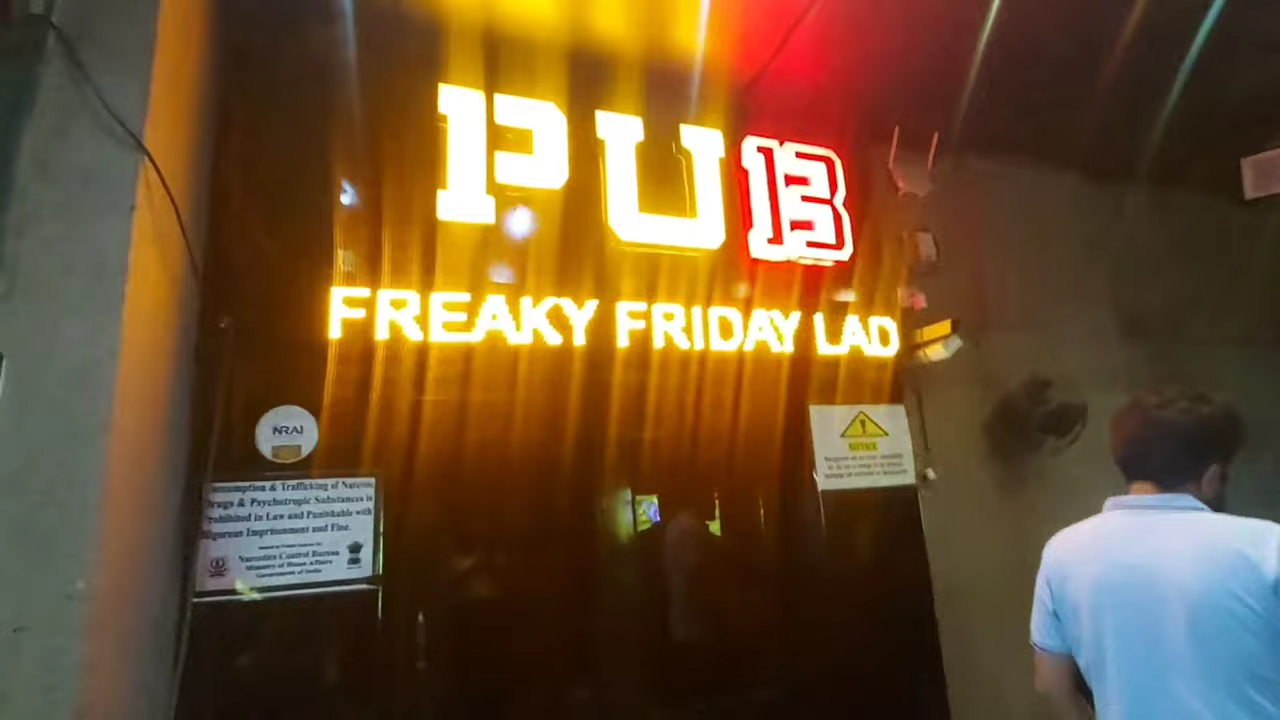 PUB
FREAKY FRIDAY LAD
NRAI
onsumption & Trafficking of Narcotic
Drugs & Psychotropic Substances is
Prohibited in Law and Punishable with
Rigorous Imprisonment and Fine.
Narcotics Control Bureau
Ministry of Home Affairs
Government of India
NOTICE